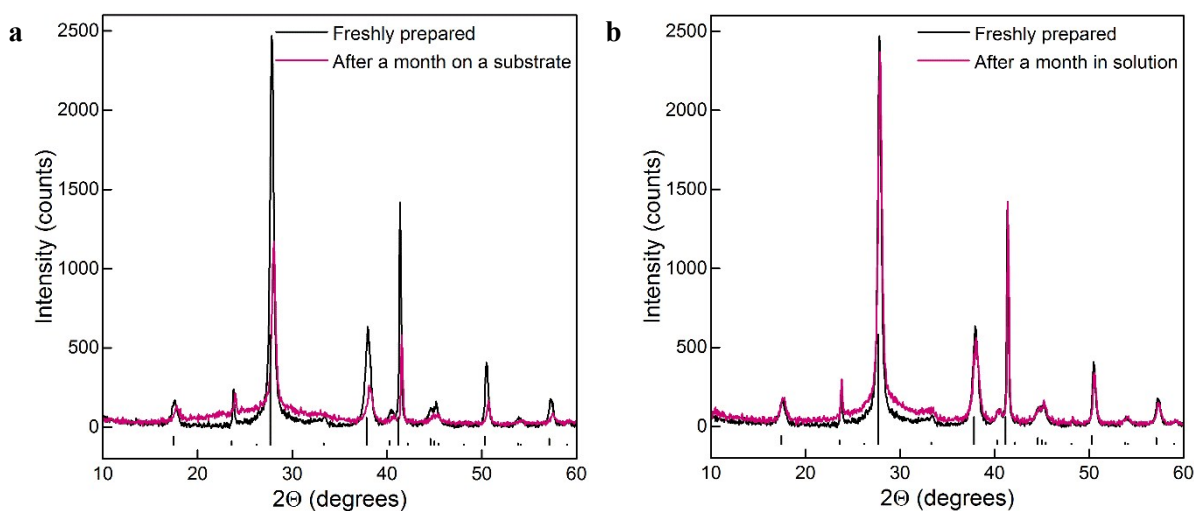 a
Freshly prepared
After a month on a substrate
Intensity (counts)
2500
2000
1500
1000
500
0
10 20 30 40 50 60
2Θ (degrees)
b
Freshly prepared
After a month in solution
Intensity (counts)
2500
2000
1500
1000
500
0
10 20 30 40 50 60
2Θ (degrees)